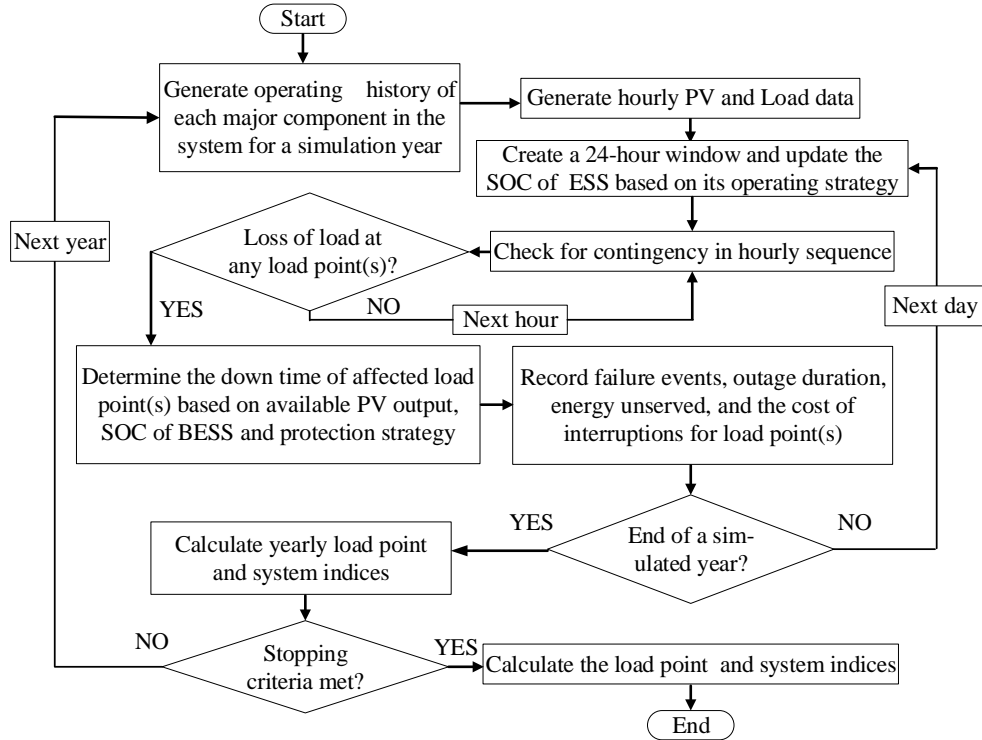 Start
Generate operating history of
each major component in the
system for a simulation year
Generate hourly PV and Load data
Create a 24-hour window and update the
SOC of ESS based on its operating strategy
Next year
Loss of load at
any load point(s)?
Check for contingency in hourly sequence
YES
NO
Next hour
Next day
Determine the down time of affected load
point(s) based on available PV output,
SOC of BESS and protection strategy
Record failure events, outage duration,
energy unserved, and the cost of
interruptions for load point(s)
YES
End of a sim-
ulated year?
NO
Calculate yearly load point
and system indices
NO
Stopping
criteria met?
YES
Calculate the load point and system indices
End